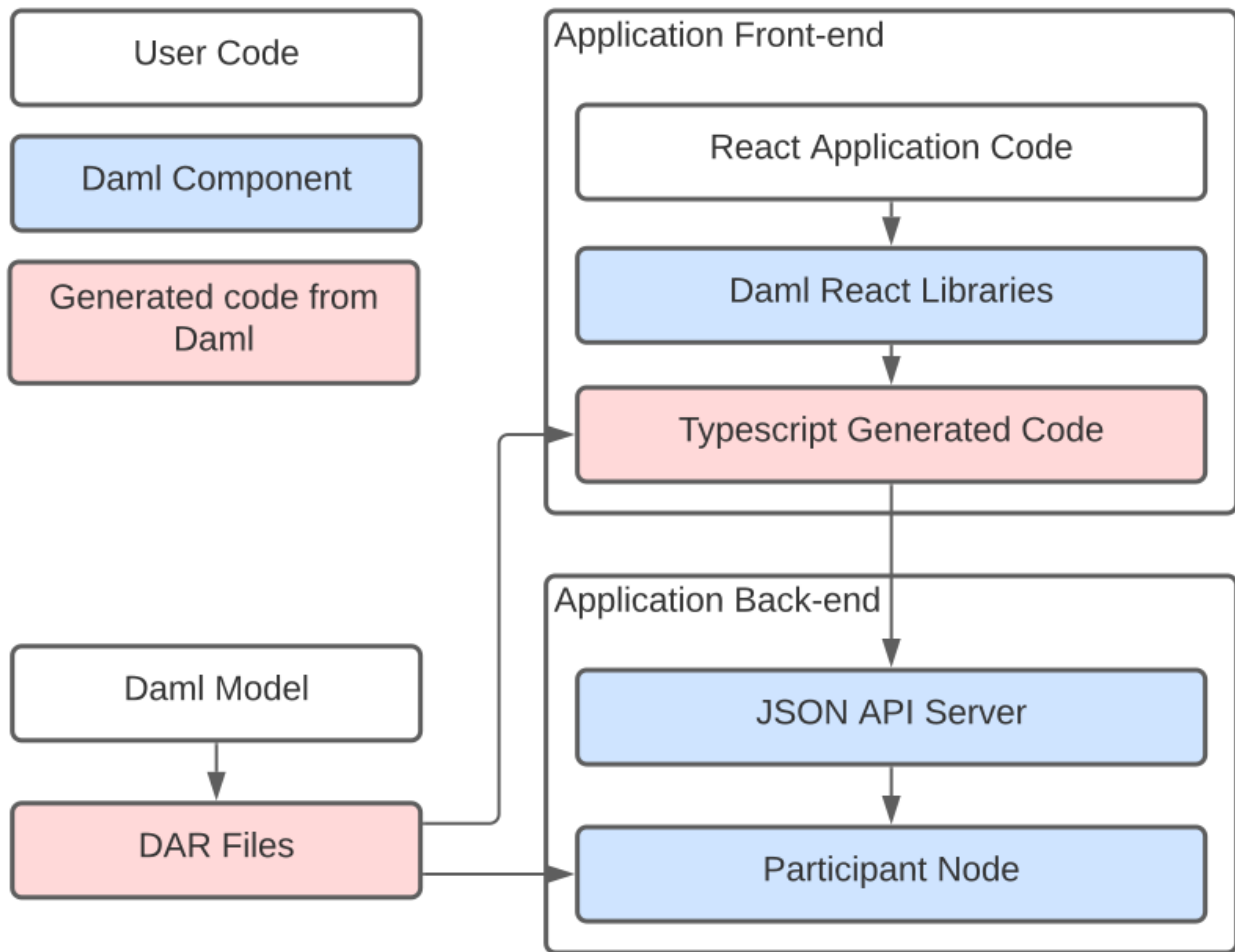 User Code
Daml Component
Generated code from
Daml
Application Front-end
React Application Code
Daml React Libraries
Typescript Generated Code
Application Back-end
Daml Model
JSON API Server
DAR Files
Participant Node